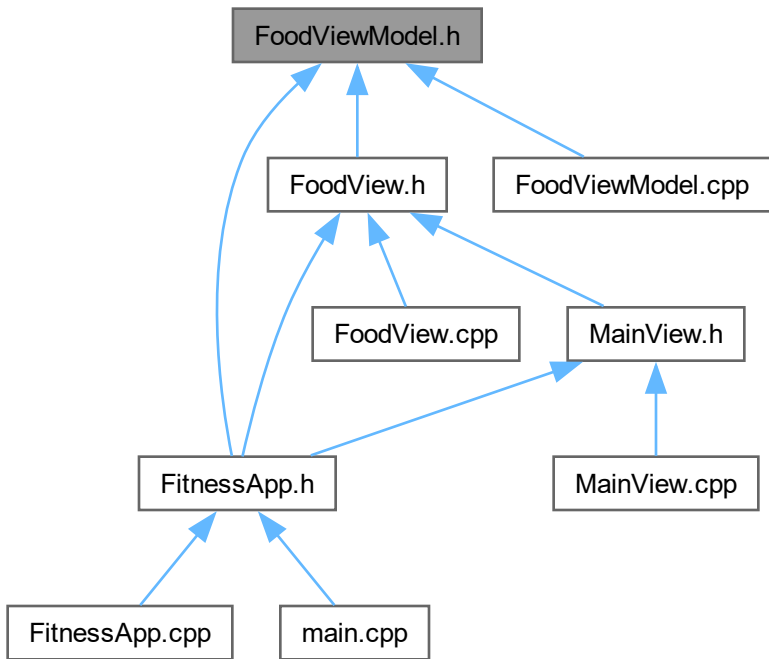 FoodViewModel.h
FoodView.h
FoodViewModel.cpp
FoodView.cpp
MainView.h
FitnessApp.h
MainView.cpp
FitnessApp.cpp
main.cpp